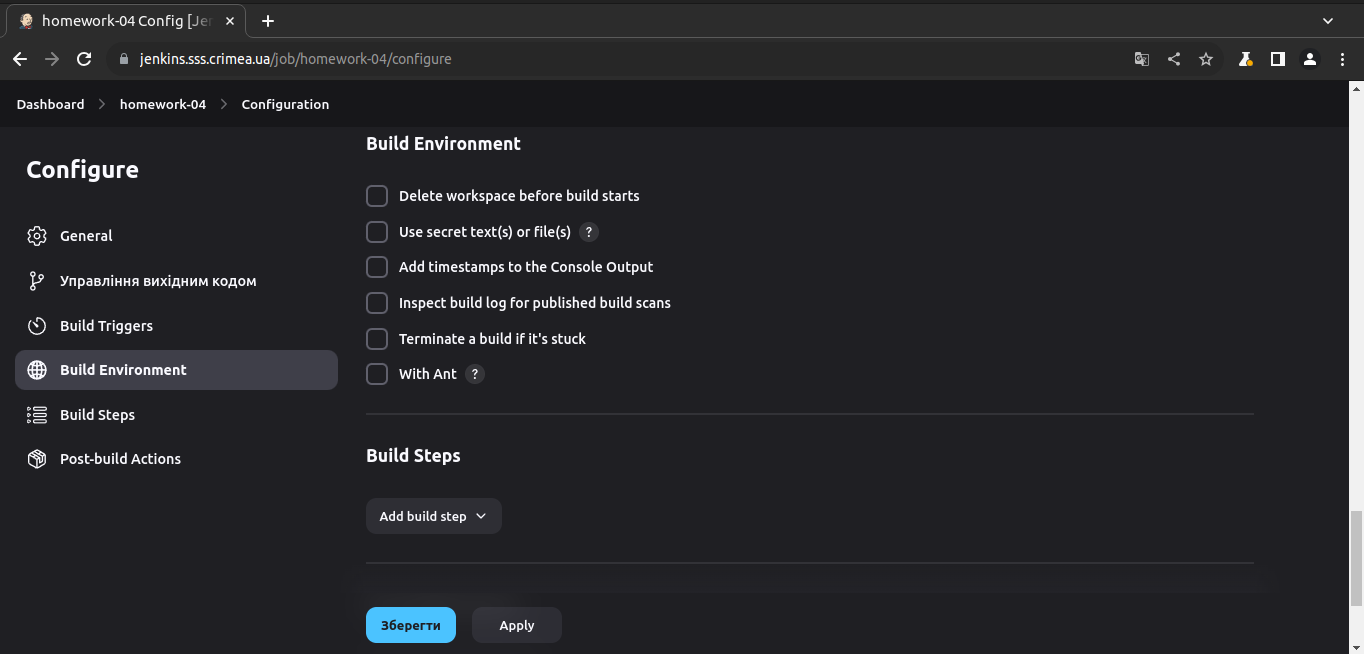 homework-04 Config [Jen
jenkins.sss.crimea.ua/job/homework-04/configure
Dashboard > homework-04 > Configuration
Configure
General
Управління вихідним кодом
Build Triggers
Build Environment
Build Steps
Post-build Actions
Build Environment
Delete workspace before build starts
Use secret text(s) or file(s) ?
Add timestamps to the Console Output
Inspect build log for published build scans
Terminate a build if it's stuck
With Ant ?
Build Steps
Add build step
Зберегти Apply